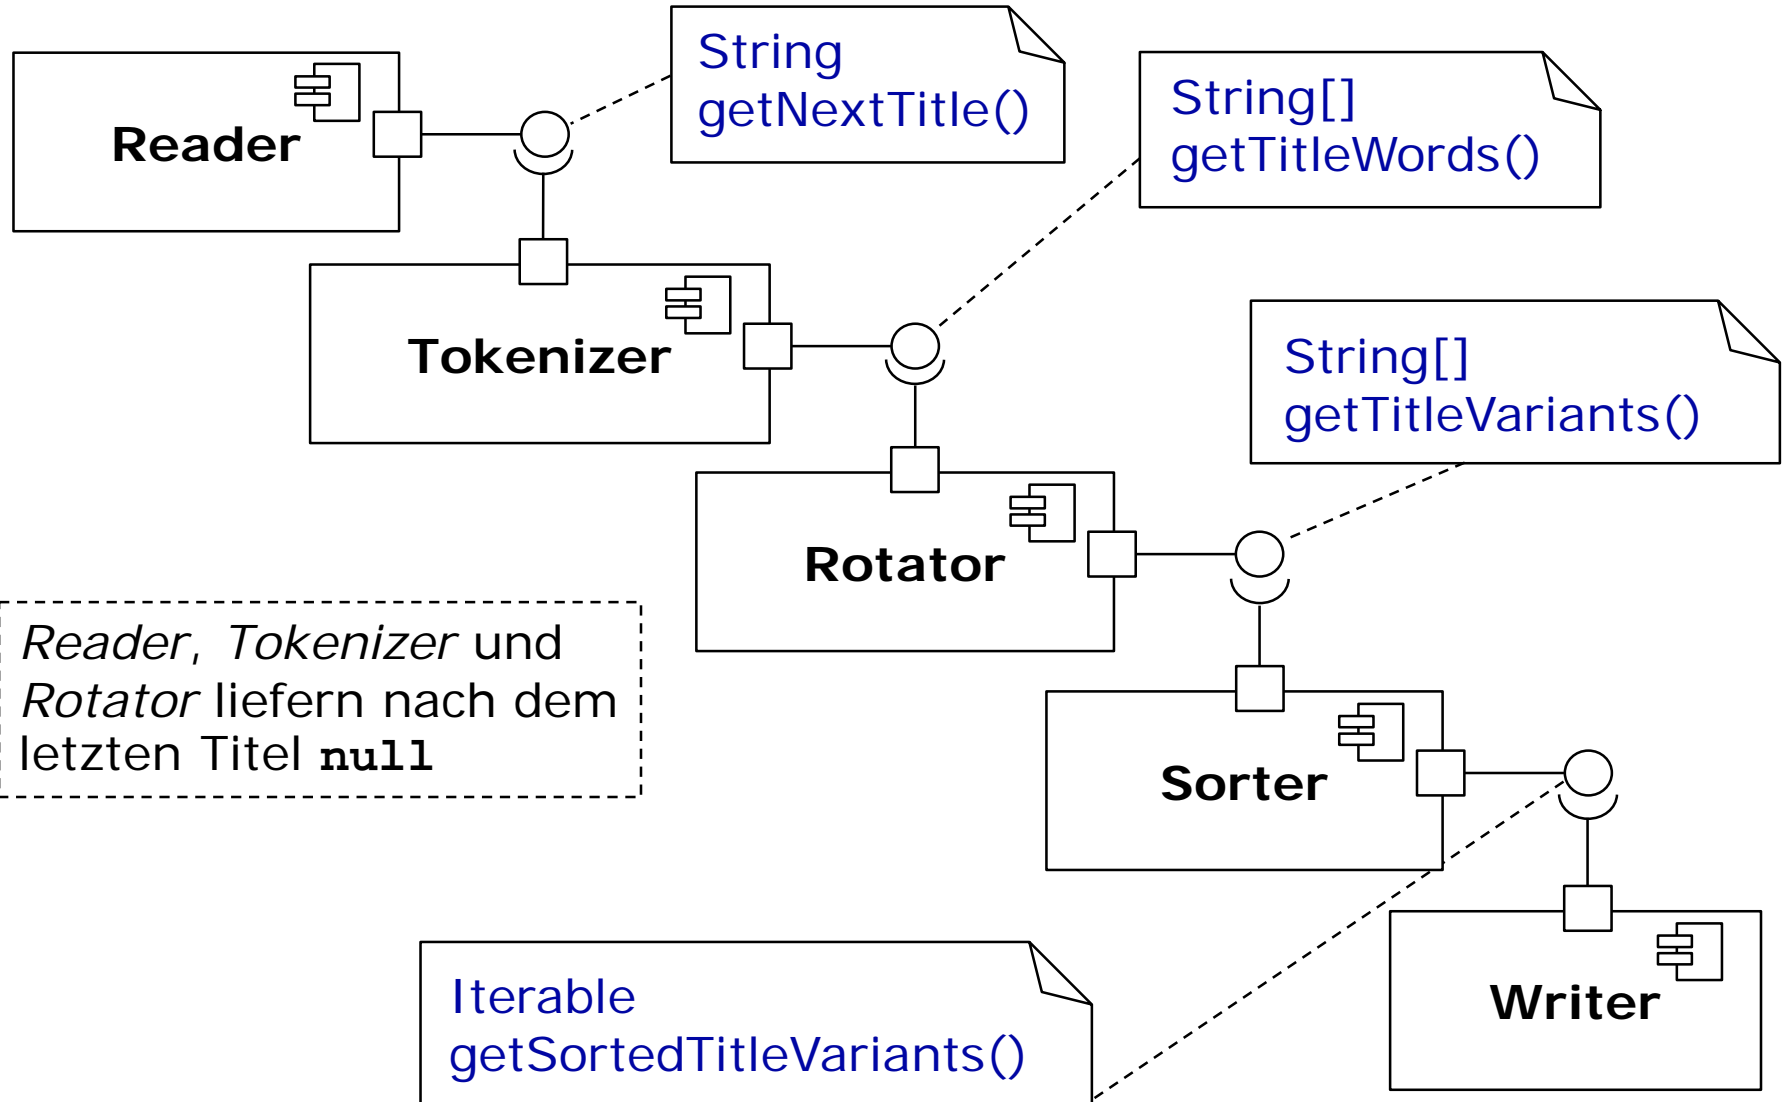 String
getNextTitle()
Reader
String[]
getTitleWords()
Tokenizer
String[]
getTitleVariants()
Rotator
Reader, Tokenizer und
Rotator liefern nach dem
letzten Titel null
Sorter
Iterable
getSortedTitleVariants()
Writer